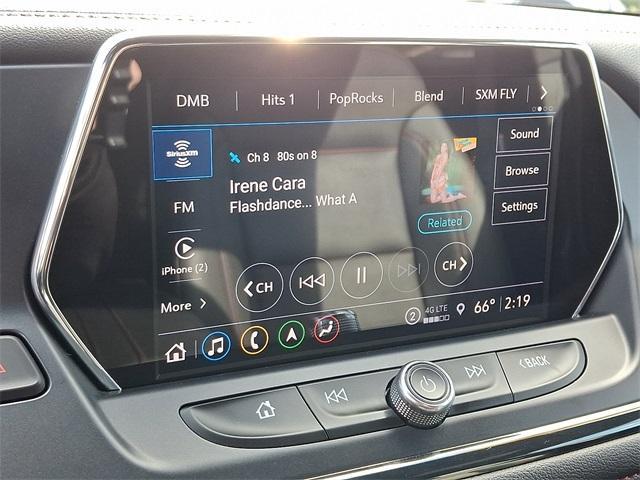 DMB Hits 1 PopRocks Blend SXM FLY
SiriusXM
Ch 8 80s on 8
Sound
Irene Cara
Browse
FM
Flashdance... What A
Settings
Related
iPhone (2)
CH
CH
More
2 4G LTE 66° 2:19
BACK